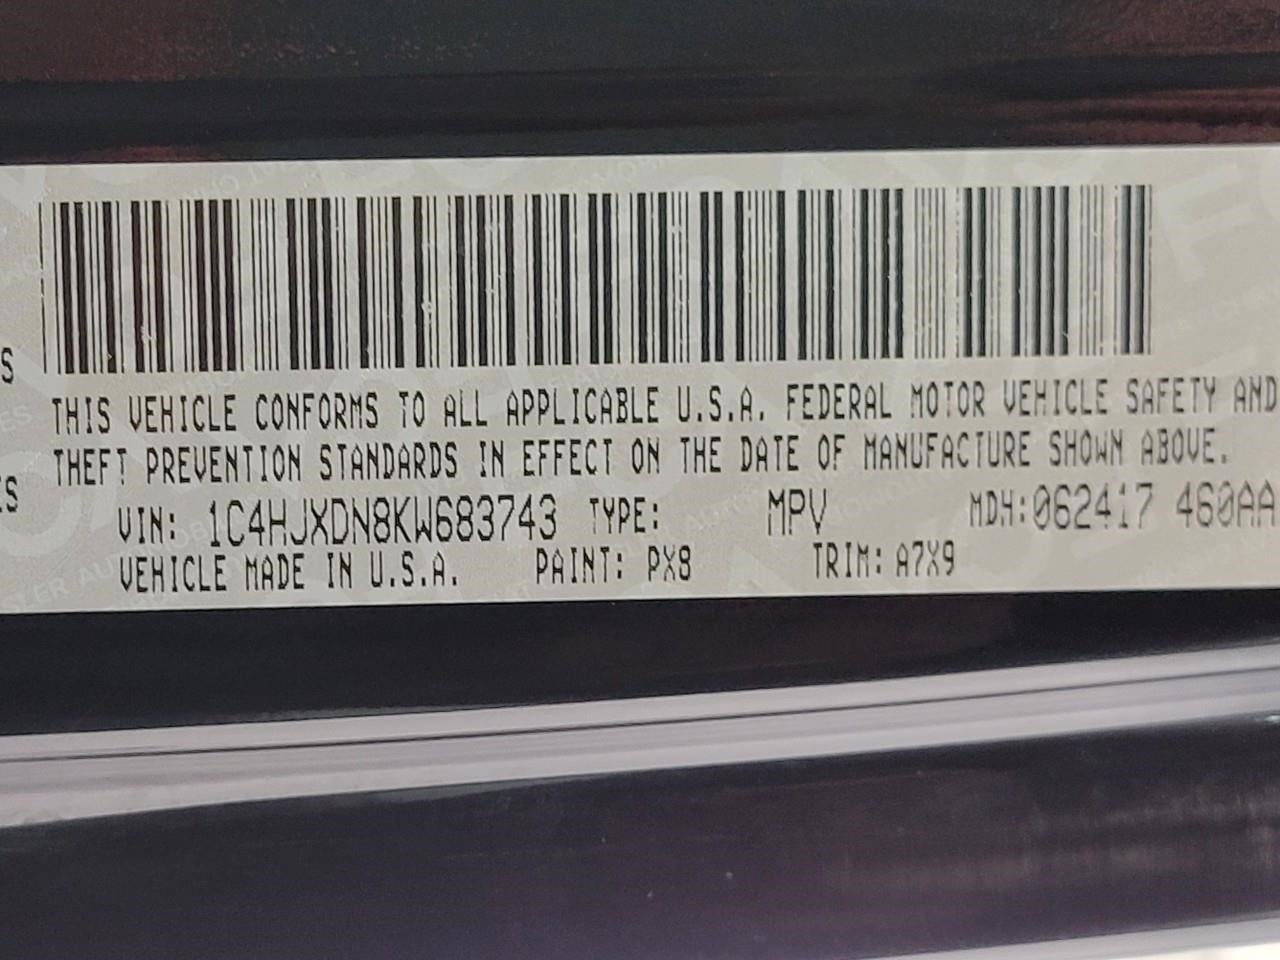 S
THIS VEHICLE CONFORMS TO ALL APPLICABLE U.S.A. FEDERAL MOTOR VEHICLE SAFETY AND
THEFT PREVENTION STANDARDS IN EFFECT ON THE DATE OF MANUFACTURE SHOWN ABOVE.
ES
VIN: 1C4HJXDN8KW683743 TYPE: MPV MDH:062417 460AA
VEHICLE MADE IN U.S.A. PAINT: PX8 TRIM: A7X9